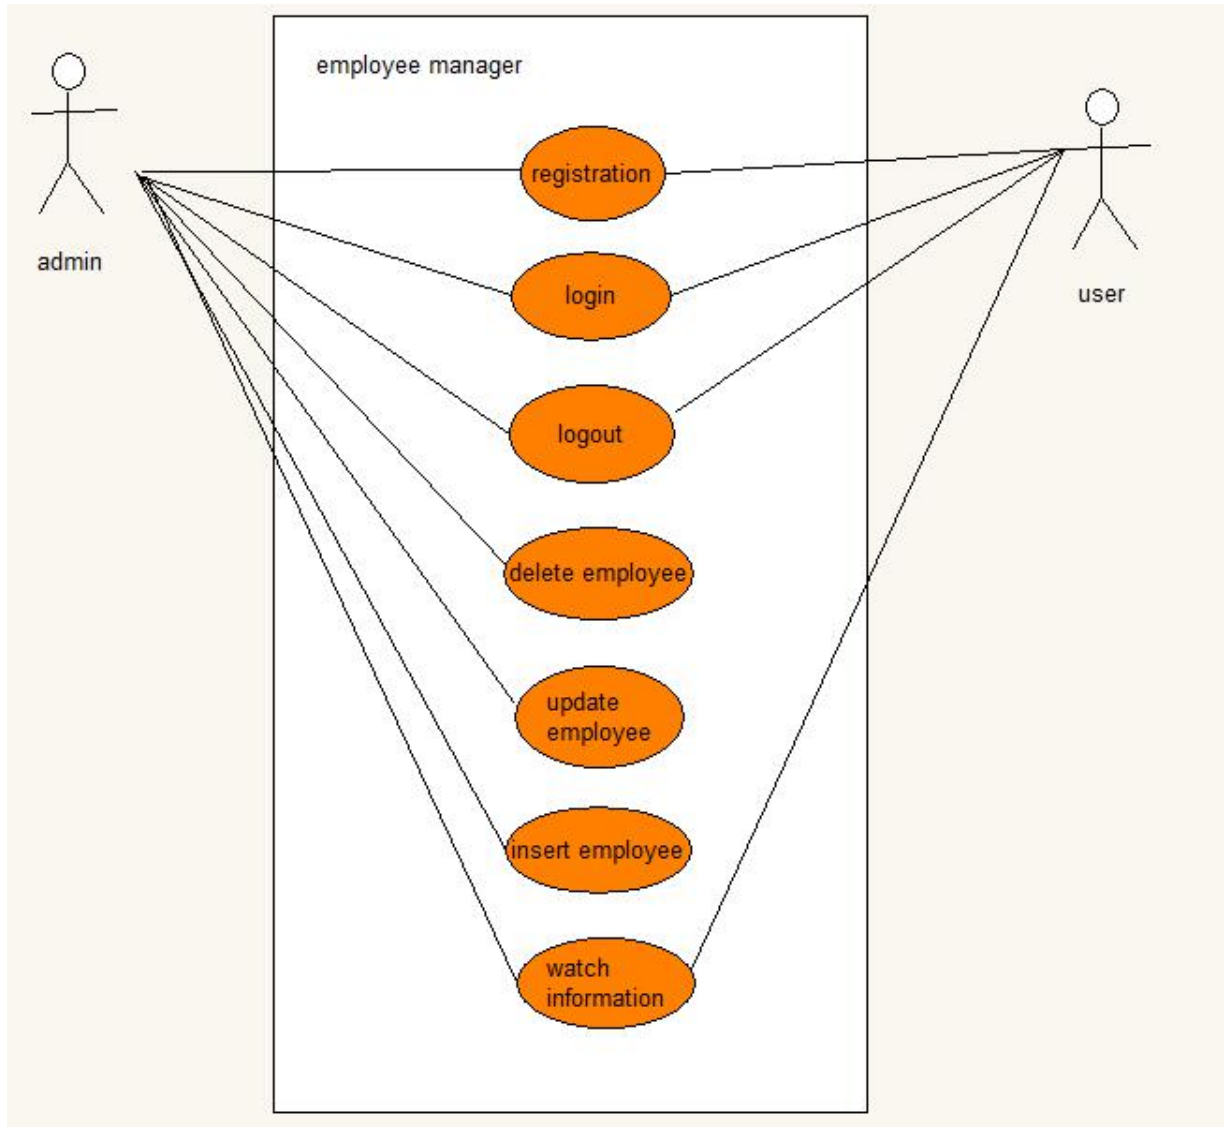 employee manager
registration
admin
login
user
logout
delete employee
update
employee
insert employee
watch
information